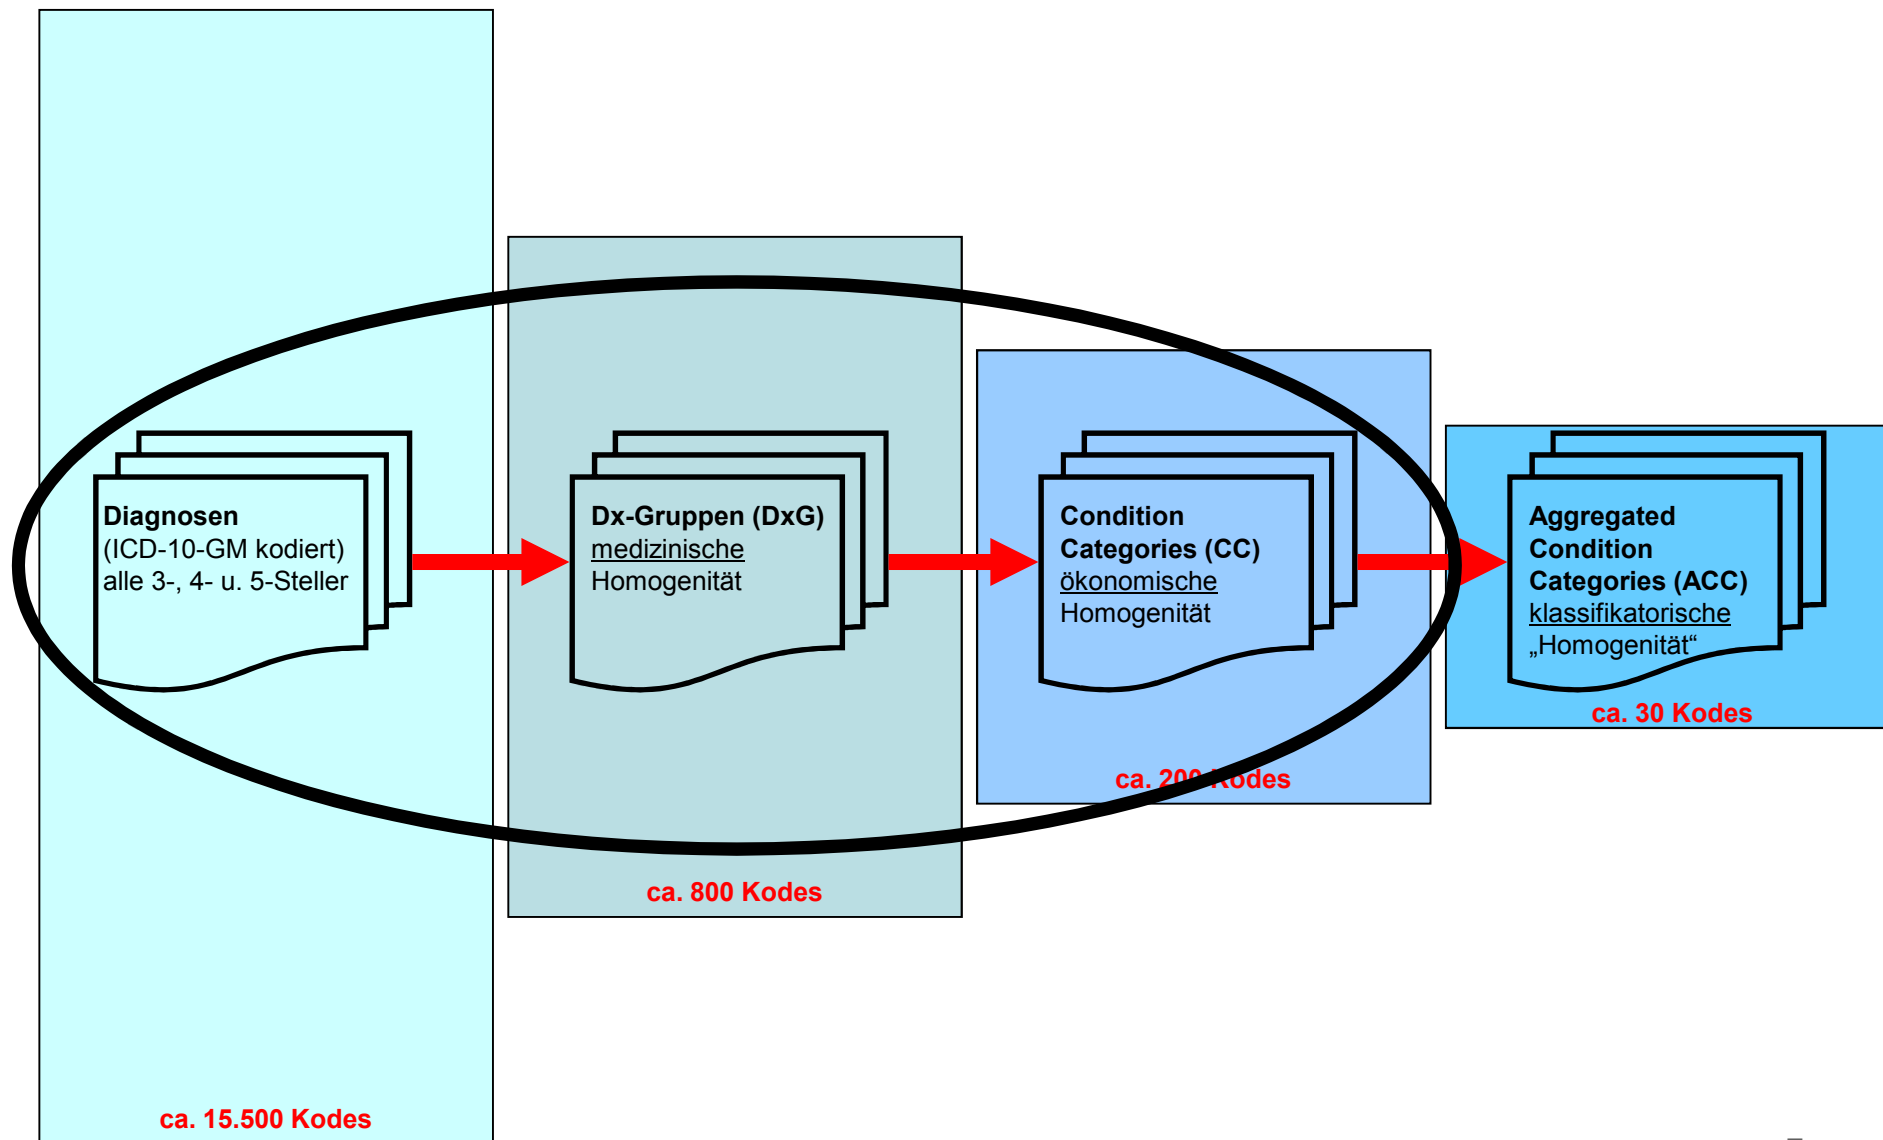 Diagnosen
(ICD-10-GM kodiert)
alle 3-, 4- u. 5-Steller
ca. 15.500 Kodes
Dx-Gruppen (DxG)
medizinische
Homogenität
ca. 800 Kodes
Condition
Categories (CC)
ökonomische
Homogenität
ca. 200 Kodes
Aggregated
Condition
Categories (ACC)
klassifikatorische
„Homogenität“
ca. 30 Kodes